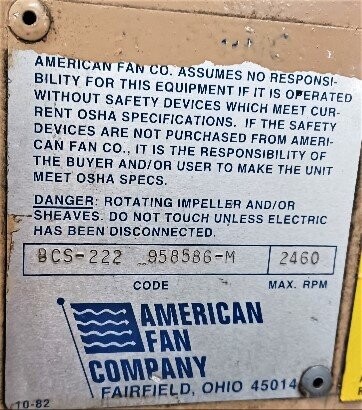 AMERICAN FAN CO. ASSUMES NO RESPONSI-
BILITY FOR THIS EQUIPMENT IF IT IS OPERATED
WITHOUT SAFETY DEVICES WHICH MEET CUR-
RENT OSHA SPECIFICATIONS. IF THE SAFETY
DEVICES ARE NOT PURCHASED FROM AMERI-
CAN FAN CO., IT IS THE RESPONSIBILITY OF
THE BUYER AND/OR USER TO MAKE THE UNIT
MEET OSHA SPECS.
DANGER: ROTATING IMPELLER AND/OR
SHEAVES. DO NOT TOUCH UNLESS ELECTRIC
HAS BEEN DISCONNECTED.
BCS-222 958586-M 2460
CODE MAX. RPM
AMERICAN
FAN
COMPANY
FAIRFIELD, OHIO 45014
10-82